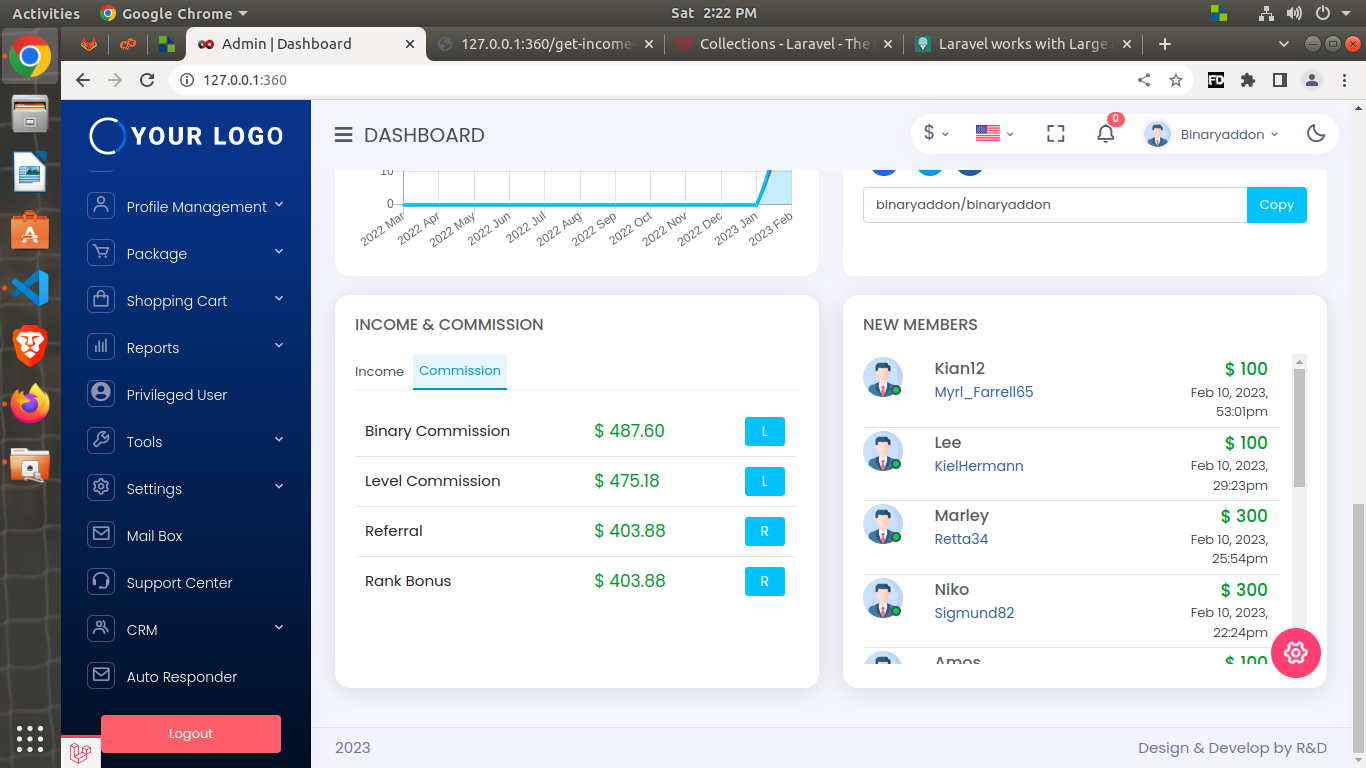 Activities
Google Chrome
Sat 2:22 PM
Admin | Dashboard
127.0.0.1:360/get-income-
Collections - Laravel - The
Laravel works with Large
127.0.0.1:360
FD
YOUR LOGO
DASHBOARD
$
0
Binaryaddon
Profile Management
Package
Shopping Cart
Reports
Privileged User
Tools
Settings
Mail Box
Support Center
CRM
Auto Responder
Logout
10
0
2022 Mar
2022 Apr
2022 May
2022 Jun
2022 Jul
2022 Aug
2022 Sep
2022 Oct
2022 Nov
2022 Dec
2023 Jan
2023 Feb
binaryaddon/binaryaddon
Copy
INCOME & COMMISSION
Income
Commission
Binary Commission $ 487.60 L
Level Commission $ 475.18 L
Referral $ 403.88 R
Rank Bonus $ 403.88 R
NEW MEMBERS
Kian12 $ 100
Myrl_Farrell65 Feb 10, 2023,
53:01pm
Lee $ 100
KielHermann Feb 10, 2023,
29:23pm
Marley $ 300
Retta34 Feb 10, 2023,
25:54pm
Niko $ 300
Sigmund82 Feb 10, 2023,
22:24pm
Amos $ 100
2023
Design & Develop by R&D